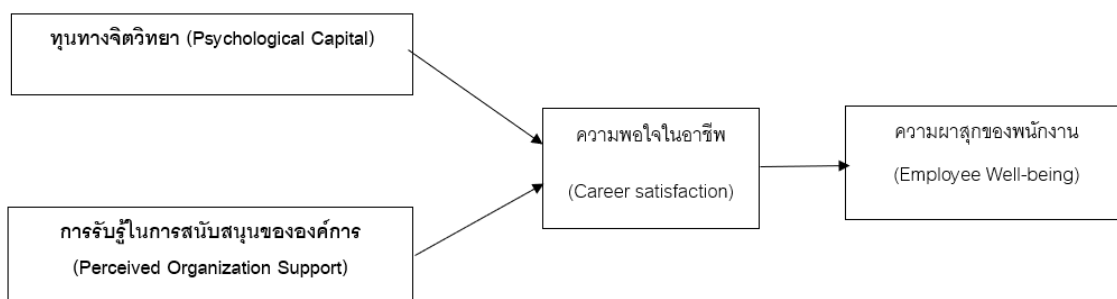 ทุนทางจิตวิทยา (Psychological Capital)
การรับรู้ในการสนับสนุนขององค์การ
(Perceived Organization Support)
ความพอใจในอาชีพ
(Career satisfaction)
ความผาสุกของพนักงาน
(Employee Well-being)